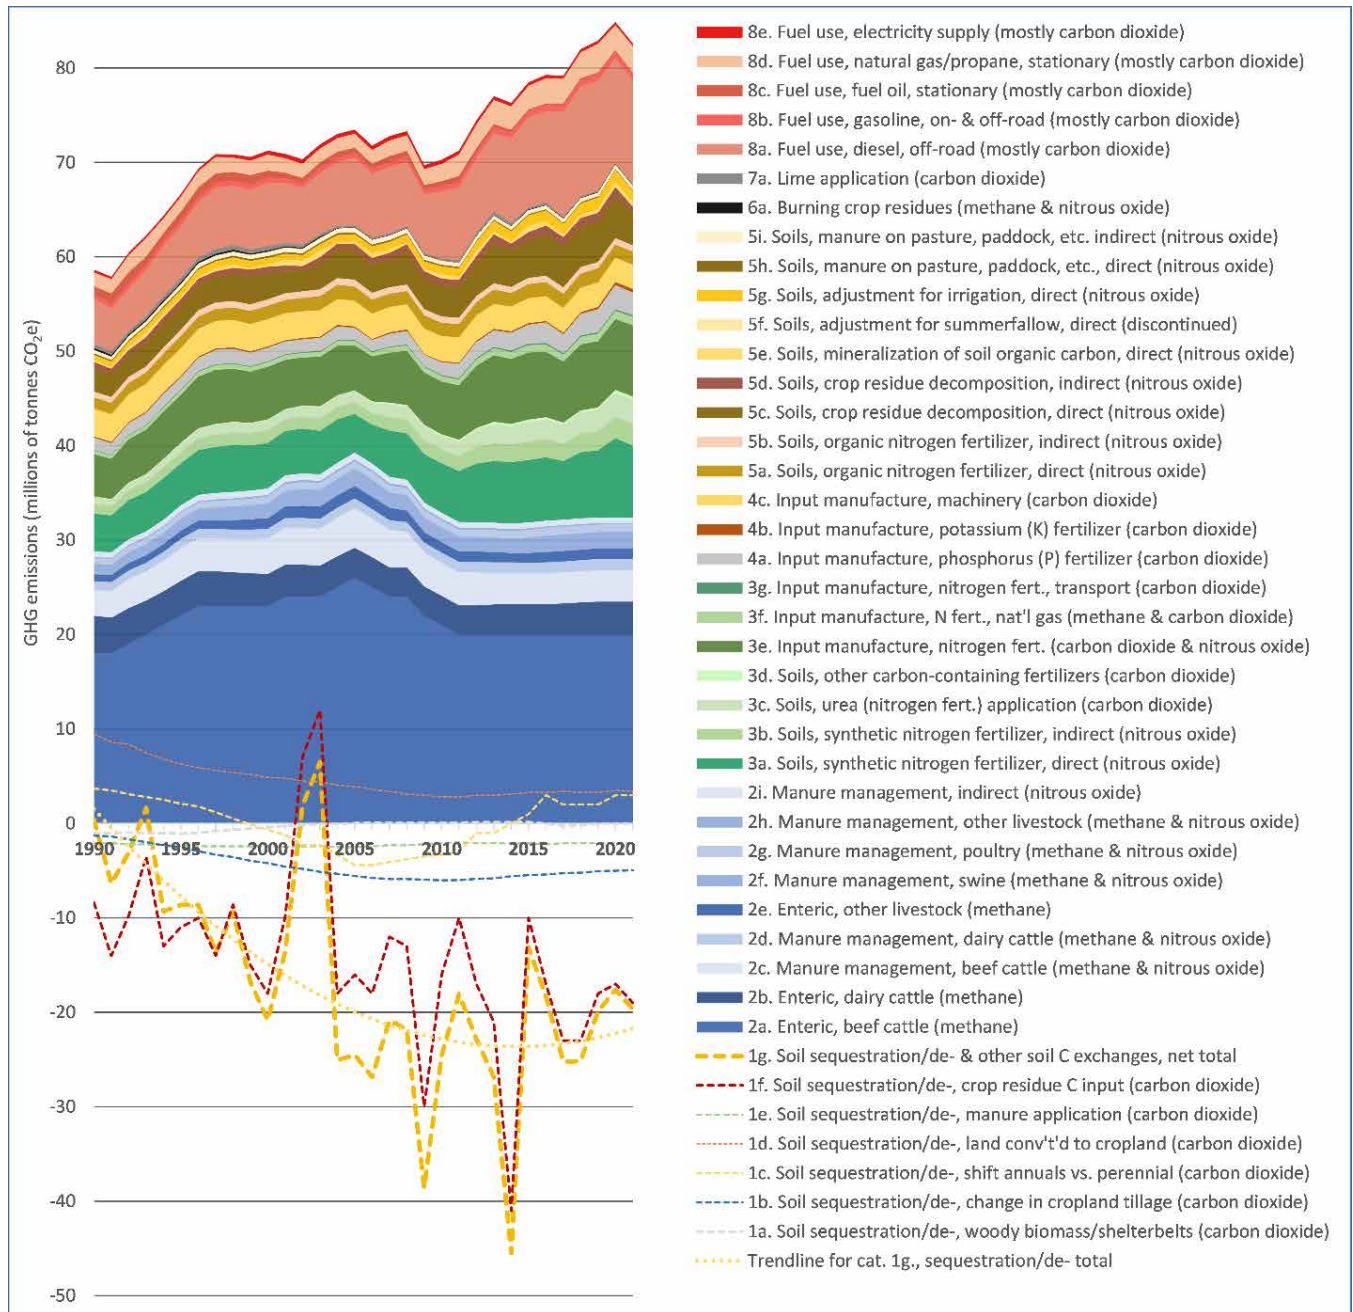 GHG emissions (millions of tonnes CO₂e)
80
70
60
50
40
30
20
10
0
-10
-20
-30
-40
-50
1990
1995
2000
2005
2010
2015
2020
8e. Fuel use, electricity supply (mostly carbon dioxide)
8d. Fuel use, natural gas/propane, stationary (mostly carbon dioxide)
8c. Fuel use, fuel oil, stationary (mostly carbon dioxide)
8b. Fuel use, gasoline, on- & off-road (mostly carbon dioxide)
8a. Fuel use, diesel, off-road (mostly carbon dioxide)
7a. Lime application (carbon dioxide)
6a. Burning crop residues (methane & nitrous oxide)
5i. Soils, manure on pasture, paddock, etc. indirect (nitrous oxide)
5h. Soils, manure on pasture, paddock, etc., direct (nitrous oxide)
5g. Soils, adjustment for irrigation, direct (nitrous oxide)
5f. Soils, adjustment for summerfallow, direct (discontinued)
5e. Soils, mineralization of soil organic carbon, direct (nitrous oxide)
5d. Soils, crop residue decomposition, indirect (nitrous oxide)
5c. Soils, crop residue decomposition, direct (nitrous oxide)
5b. Soils, organic nitrogen fertilizer, indirect (nitrous oxide)
5a. Soils, organic nitrogen fertilizer, direct (nitrous oxide)
4c. Input manufacture, machinery (carbon dioxide)
4b. Input manufacture, potassium (K) fertilizer (carbon dioxide)
4a. Input manufacture, phosphorus (P) fertilizer (carbon dioxide)
3g. Input manufacture, nitrogen fert., transport (carbon dioxide)
3f. Input manufacture, N fert., nat'l gas (methane & carbon dioxide)
3e. Input manufacture, nitrogen fert. (carbon dioxide & nitrous oxide)
3d. Soils, other carbon-containing fertilizers (carbon dioxide)
3c. Soils, urea (nitrogen fert.) application (carbon dioxide)
3b. Soils, synthetic nitrogen fertilizer, indirect (nitrous oxide)
3a. Soils, synthetic nitrogen fertilizer, direct (nitrous oxide)
2i. Manure management, indirect (nitrous oxide)
2h. Manure management, other livestock (methane & nitrous oxide)
2g. Manure management, poultry (methane & nitrous oxide)
2f. Manure management, swine (methane & nitrous oxide)
2e. Enteric, other livestock (methane)
2d. Manure management, dairy cattle (methane & nitrous oxide)
2c. Manure management, beef cattle (methane & nitrous oxide)
2b. Enteric, dairy cattle (methane)
2a. Enteric, beef cattle (methane)
1g. Soil sequestration/de- & other soil C exchanges, net total
1f. Soil sequestration/de-, crop residue C input (carbon dioxide)
1e. Soil sequestration/de-, manure application (carbon dioxide)
1d. Soil sequestration/de-, land conv't'd to cropland (carbon dioxide)
1c. Soil sequestration/de-, shift annuals vs. perennial (carbon dioxide)
1b. Soil sequestration/de-, change in cropland tillage (carbon dioxide)
1a. Soil sequestration/de-, woody biomass/shelterbelts (carbon dioxide)
Trendline for cat. 1g., sequestration/de- total